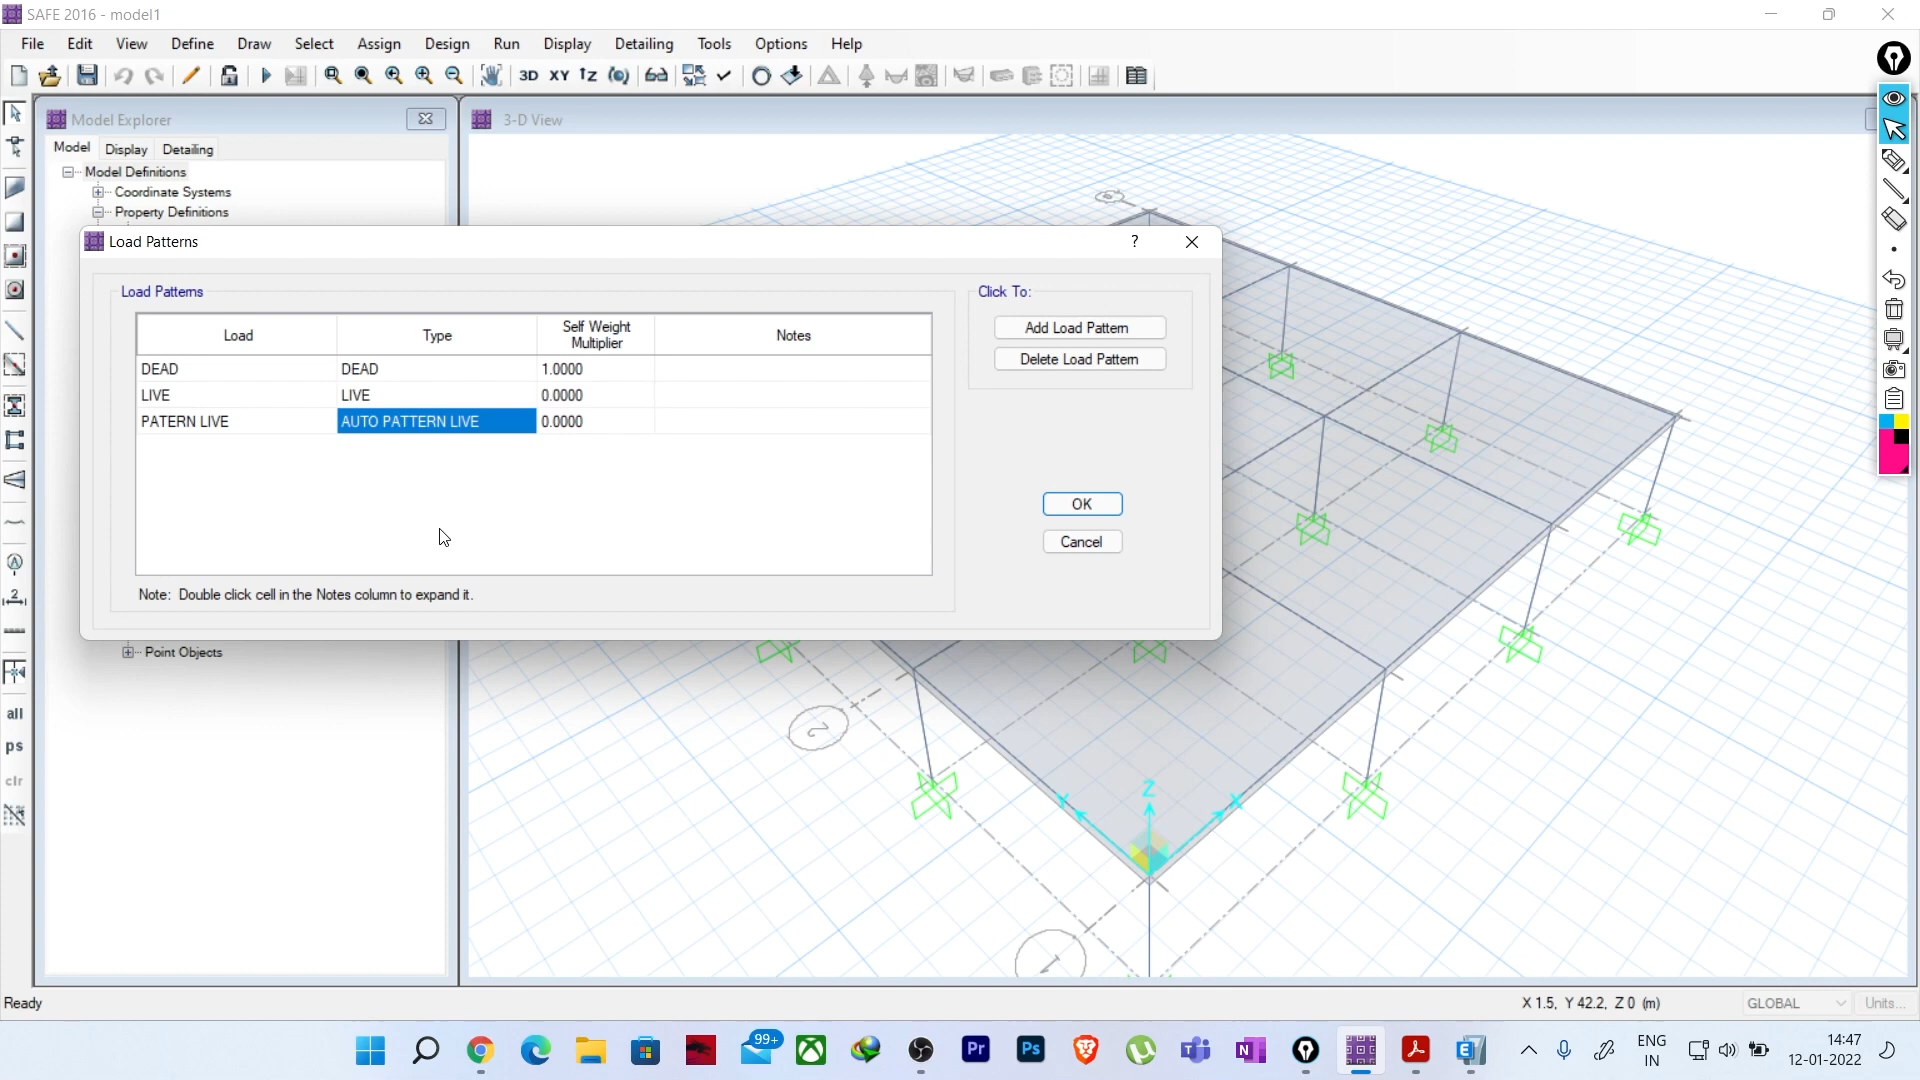 SAFE 2016 - model1
File Edit View Define Draw Select Assign Design Run Display Detailing Tools Options Help
3D XY
Model Explorer
3-D View
Model Display Detailing
Model Definitions
Coordinate Systems
Property Definitions
Load Patterns
?
Load Patterns
Click To:
Load Type Self Weight Multiplier Notes
Add Load Pattern
Delete Load Pattern
DEAD DEAD 1.0000
LIVE LIVE 0.0000
PATERN LIVE AUTO PATTERN LIVE 0.0000
OK
Cancel
Note: Double click cell in the Notes column to expand it.
Point Objects
all
ps
clr
2
1
Z
Y
X
Ready
X 1.5, Y 42.2, Z 0 (m)
GLOBAL
Units...
99+
Pr
Ps
N
E
ENG
IN
14:47
12-01-2022